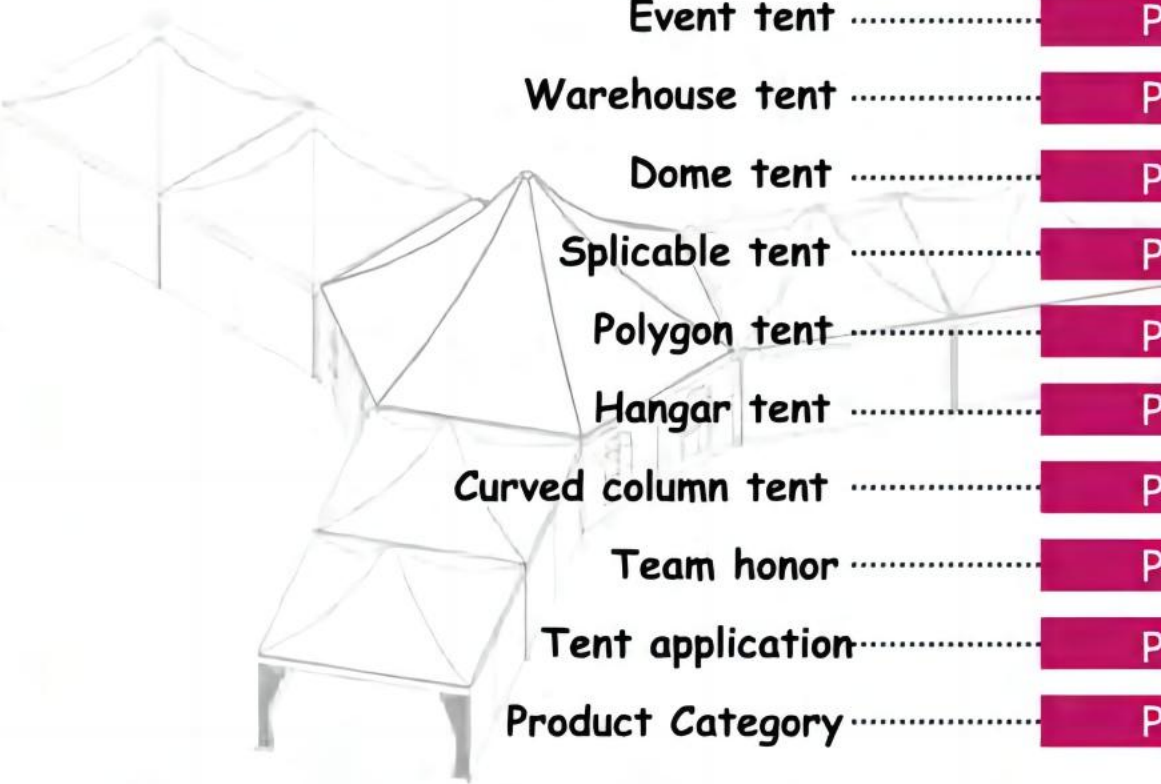 Event tent ........................ P
Warehouse tent ........................ P
Dome tent ........................ P
Splicable tent ........................ P
Polygon tent ........................ P
Hangar tent ........................ P
Curved column tent ........................ P
Team honor ........................ P
Tent application ........................ P
Product Category ........................ P